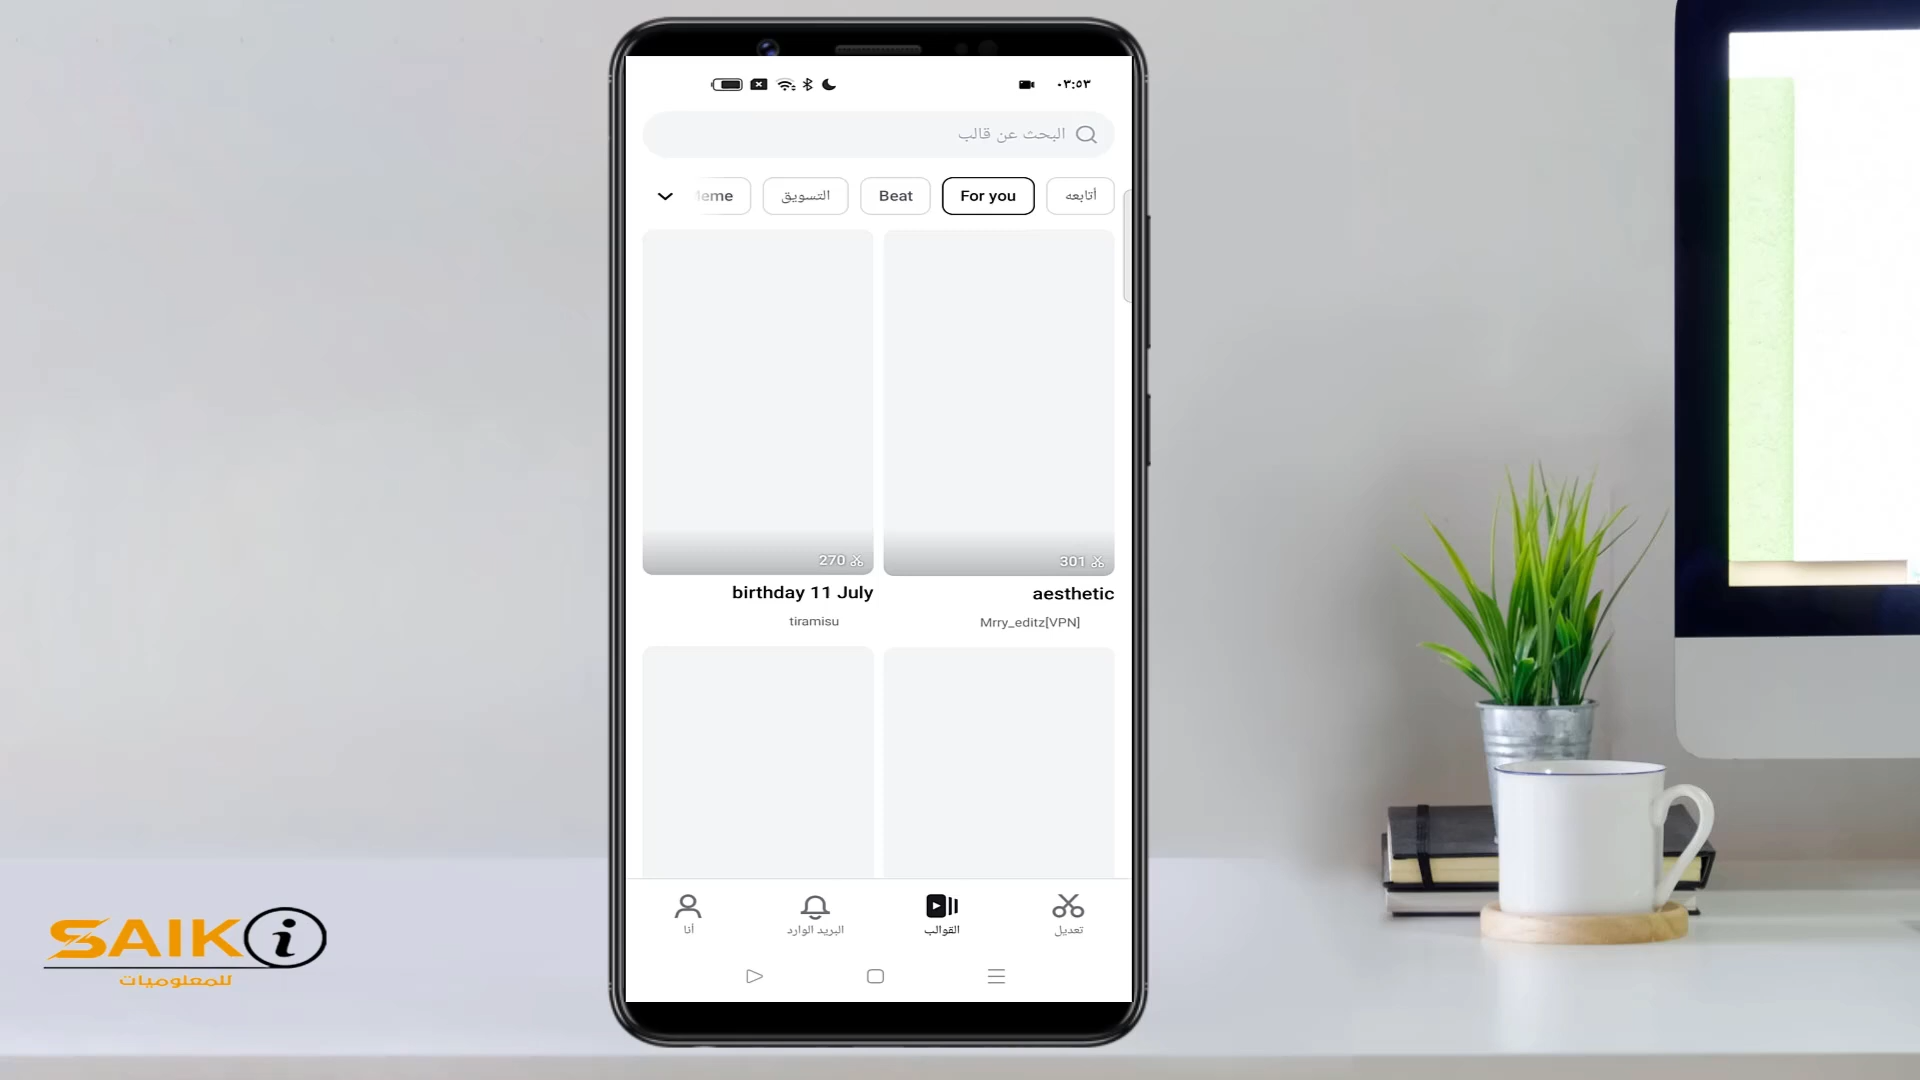 ٠٣:٥٣
البحث عن قالب
أتابعه
For you
Beat
التسويق
eme
301
270
aesthetic
birthday 11 July
Mrry_editz[VPN]
tiramisu
تعديل
القوالب
البريد الوارد
أنا
SAIKi
للمعلوميات